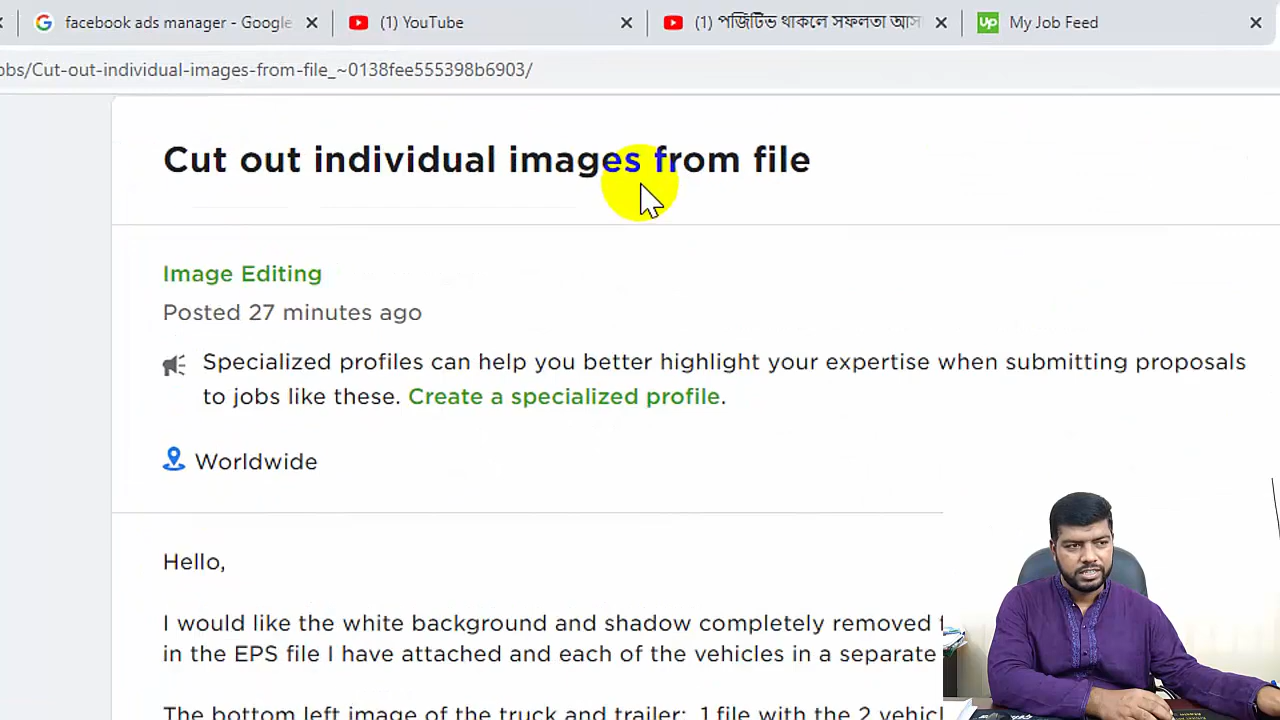 facebook ads manager - Google
(1) YouTube
(1) পজিটিভ থাকলে সফলতা আস
My Job Feed
obs/Cut-out-individual-images-from-file_~0138fee555398b6903/
Cut out individual images from file
Image Editing
Posted 27 minutes ago
Specialized profiles can help you better highlight your expertise when submitting proposals
to jobs like these. Create a specialized profile.
Worldwide
Hello,
I would like the white background and shadow completely removed f
in the EPS file I have attached and each of the vehicles in a separate
The bottom left image of the truck and trailer: 1 file with the 2 vehicl